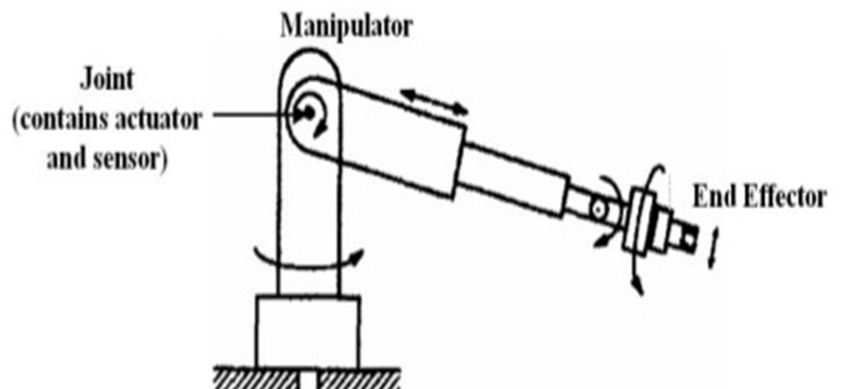 Manipulator
Joint
(contains actuator
and sensor)
End Effector